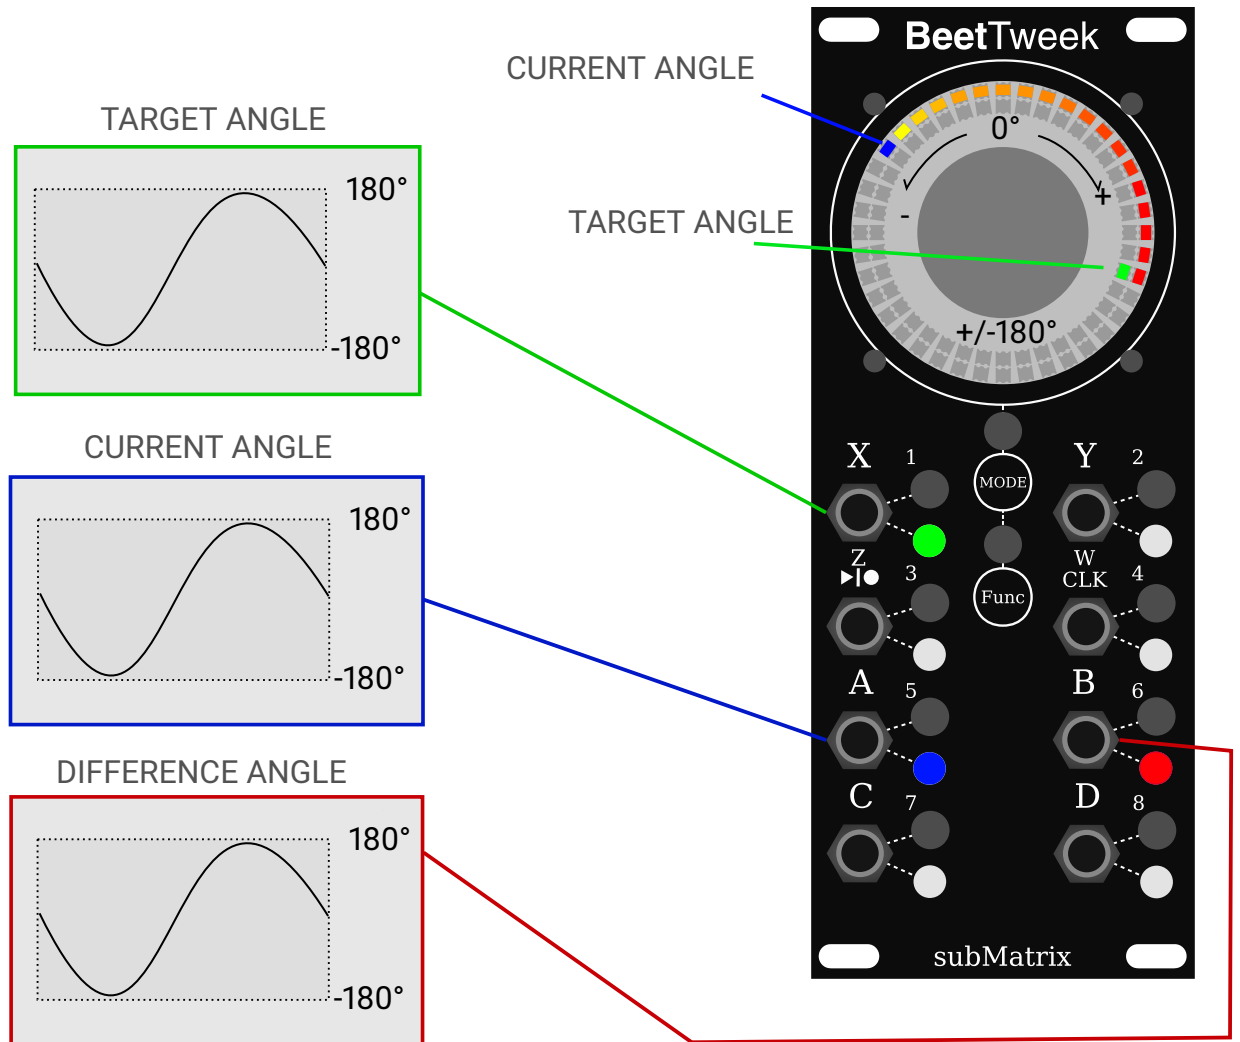 BeetTweek
CURRENT ANGLE
TARGET ANGLE
0°
- +
+/-180°
TARGET ANGLE
180°
-180°
CURRENT ANGLE
180°
-180°
DIFFERENCE ANGLE
180°
-180°
X 1
Y 2
MODE
Z 3
W
CLK 4
Func
A 5
B 6
C 7
D 8
subMatrix